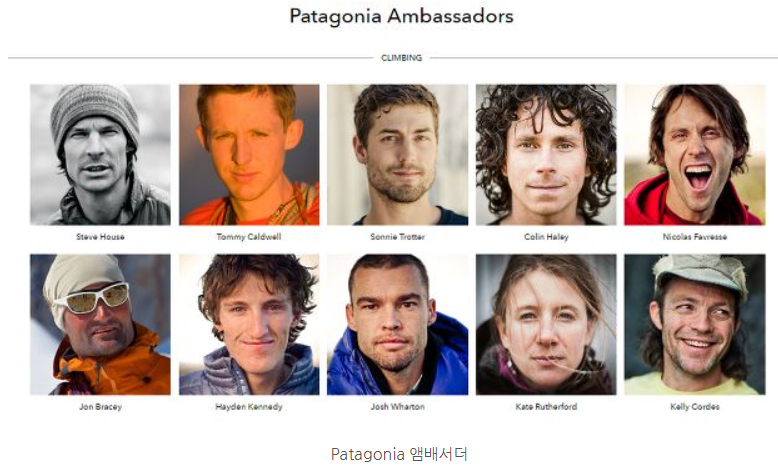 Patagonia Ambassadors
CLIMBING
Steve House
Tommy Caldwell
Sonnie Trotter
Colin Haley
Nicolas Favresse
Jon Bracey
Hayden Kennedy
Josh Wharton
Kate Rutherford
Kelly Cordes
Patagonia 앰배서더